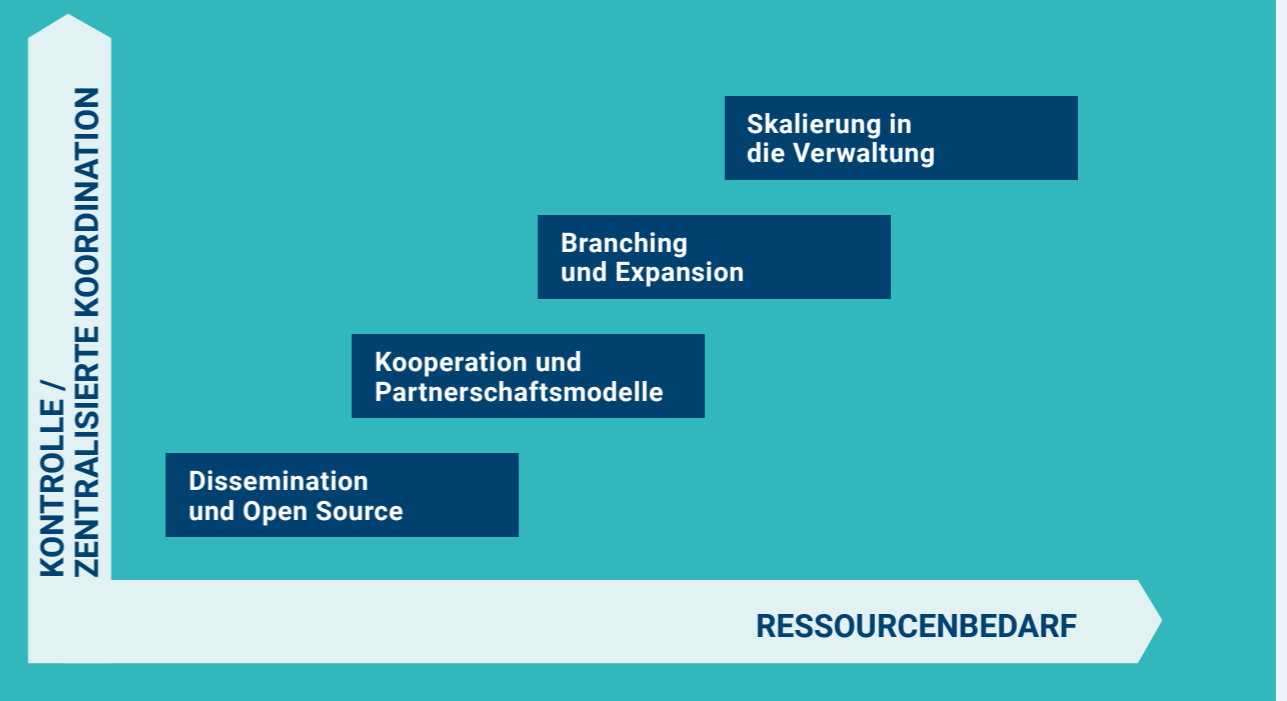 KONTROLLE /
ZENTRALISIERTE KOORDINATION
Skalierung in
die Verwaltung
Branching
und Expansion
Kooperation und
Partnerschaftsmodelle
Dissemination
und Open Source
RESSOURCENBEDARF